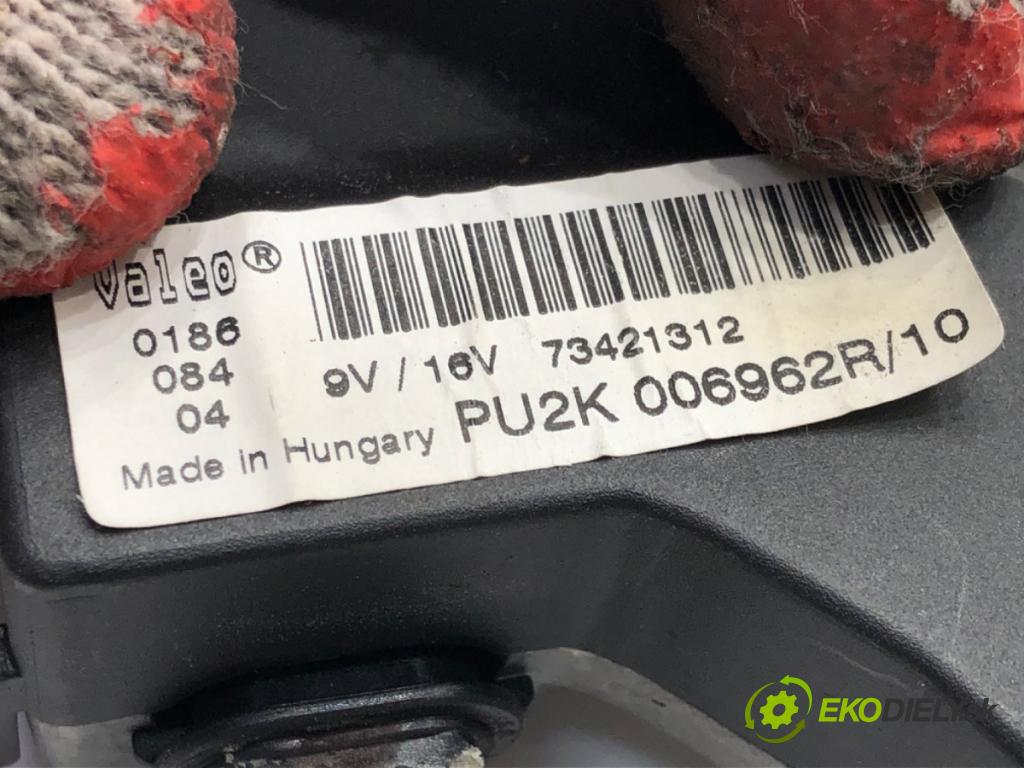 Valeo®
0186
084
04
9V / 16V 73421312
PU2K 006962R/10
Made in Hungary
EKODIELY.sk